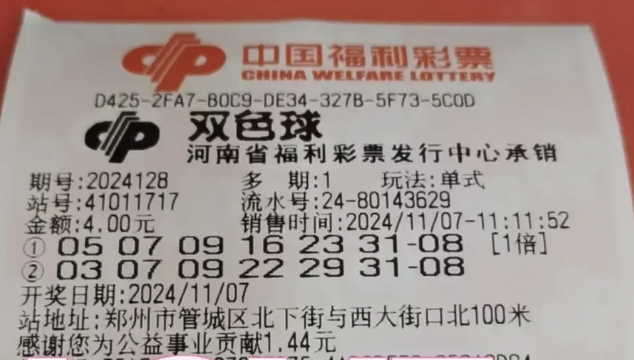 中国福利彩票
CHINA WELFARE LOTTERY
D425-2FA7-B0C9-DE34-327B-5F73-5C0D
双色球
河南省福利彩票发行中心承销
期号:2024128 多 期:1 玩法:单式
站号:41011717 流水号:24-80143629
金额:4.00元 销售时间:2024/11/07-11:11:52
① 05 07 09 16 23 31-08 [1倍]
② 03 07 09 22 29 31-08
开奖日期:2024/11/07
站地址:郑州市管城区北下街与西大街口北100米
感谢您为公益事业贡献1.44元